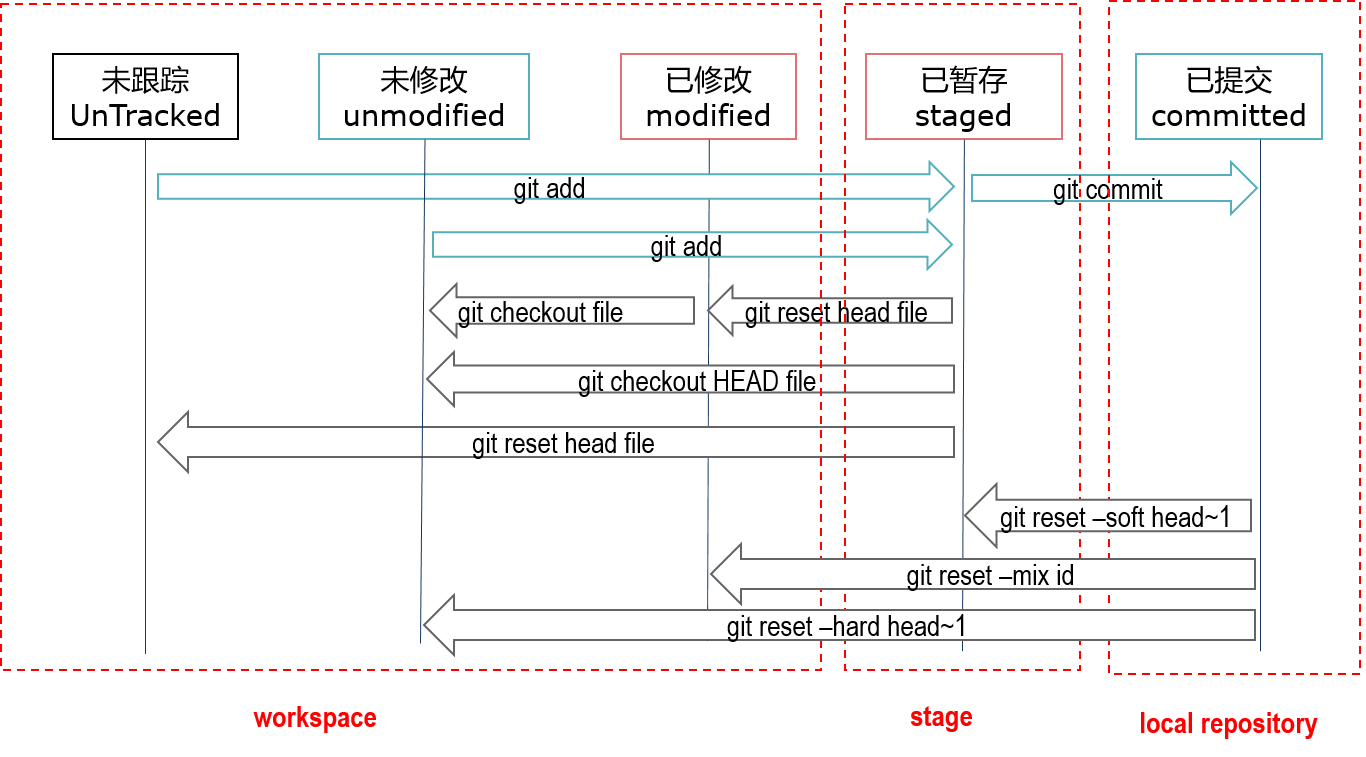 未跟踪
UnTracked
未修改
unmodified
已修改
modified
已暂存
staged
已提交
committed
git add
git commit
git add
git checkout file
git reset head file
git checkout HEAD file
git reset head file
git reset –soft head~1
git reset –mix id
git reset –hard head~1
workspace
stage
local repository